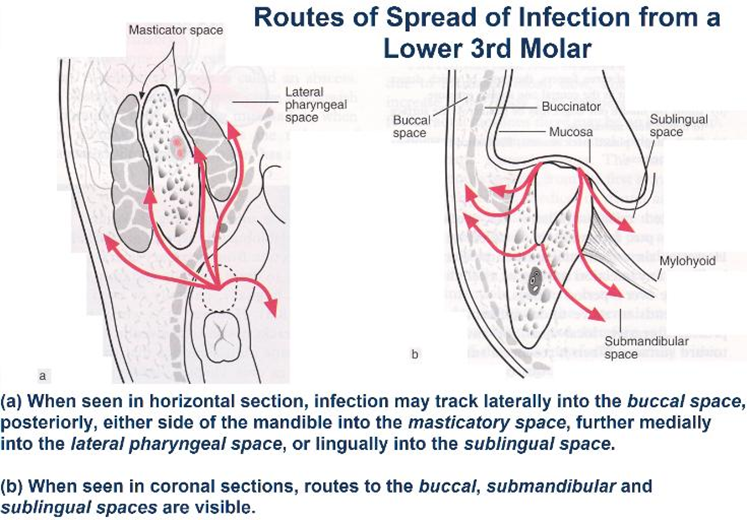 Routes of Spread of Infection from a
Lower 3rd Molar
Masticator space
Lateral
pharyngeal
space
a
Buccal
space
Buccinator
Mucosa
Sublingual
space
Mylohyoid
Submandibular
space
b
(a) When seen in horizontal section, infection may track laterally into the buccal space,
posteriorly, either side of the mandible into the masticatory space, further medially
into the lateral pharyngeal space, or lingually into the sublingual space.
(b) When seen in coronal sections, routes to the buccal, submandibular and
sublingual spaces are visible.